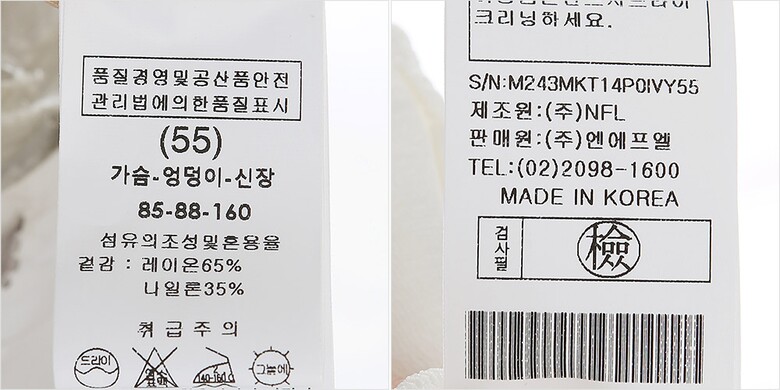 품질경영및공산품안전
관리법에의한품질표시
(55)
가슴-엉덩이-신장
85-88-160
섬유의조성및혼용율
겉감 : 레이온65%
나일론35%
취급주의
드라이
염소
표백
140-160℃
그늘에
크리닝하세요.
S/N:M243MKT14P0IVY55
제조원:(주)NFL
판매원:(주)엔에프엘
TEL:(02)2098-1600
MADE IN KOREA
검사필
檢